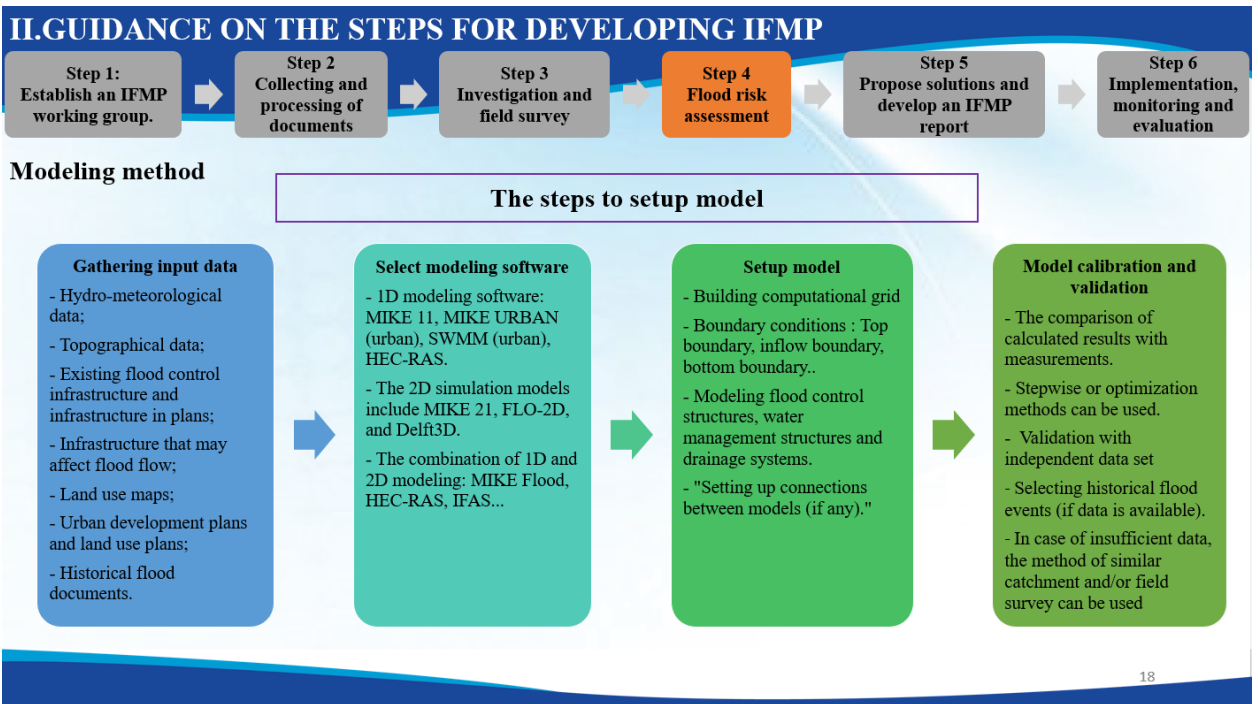 II.GUIDANCE ON THE STEPS FOR DEVELOPING IFMP
Step 1:
Establish an IFMP
working group.
Step 2
Collecting and
processing of
documents
Step 3
Investigation and
field survey
Step 4
Flood risk
assessment
Step 5
Propose solutions and
develop an IFMP
report
Step 6
Implementation,
monitoring and
evaluation
Modeling method
The steps to setup model
Gathering input data
- Hydro-meteorological
data;
- Topographical data;
- Existing flood control
infrastructure and
infrastructure in plans;
- Infrastructure that may
affect flood flow;
- Land use maps;
- Urban development plans
and land use plans;
- Historical flood
documents.
Select modeling software
- 1D modeling software:
MIKE 11, MIKE URBAN
(urban), SWMM (urban),
HEC-RAS.
- The 2D simulation models
include MIKE 21, FLO-2D,
and Delft3D.
- The combination of 1D and
2D modeling: MIKE Flood,
HEC-RAS, IFAS...
Setup model
- Building computational grid
- Boundary conditions : Top
boundary, inflow boundary,
bottom boundary..
- Modeling flood control
structures, water
management structures and
drainage systems.
- "Setting up connections
between models (if any)."
Model calibration and
validation
- The comparison of
calculated results with
measurements.
- Stepwise or optimization
methods can be used.
- Validation with
independent data set
- Selecting historical flood
events (if data is available).
- In case of insufficient data,
the method of similar
catchment and/or field
survey can be used
18